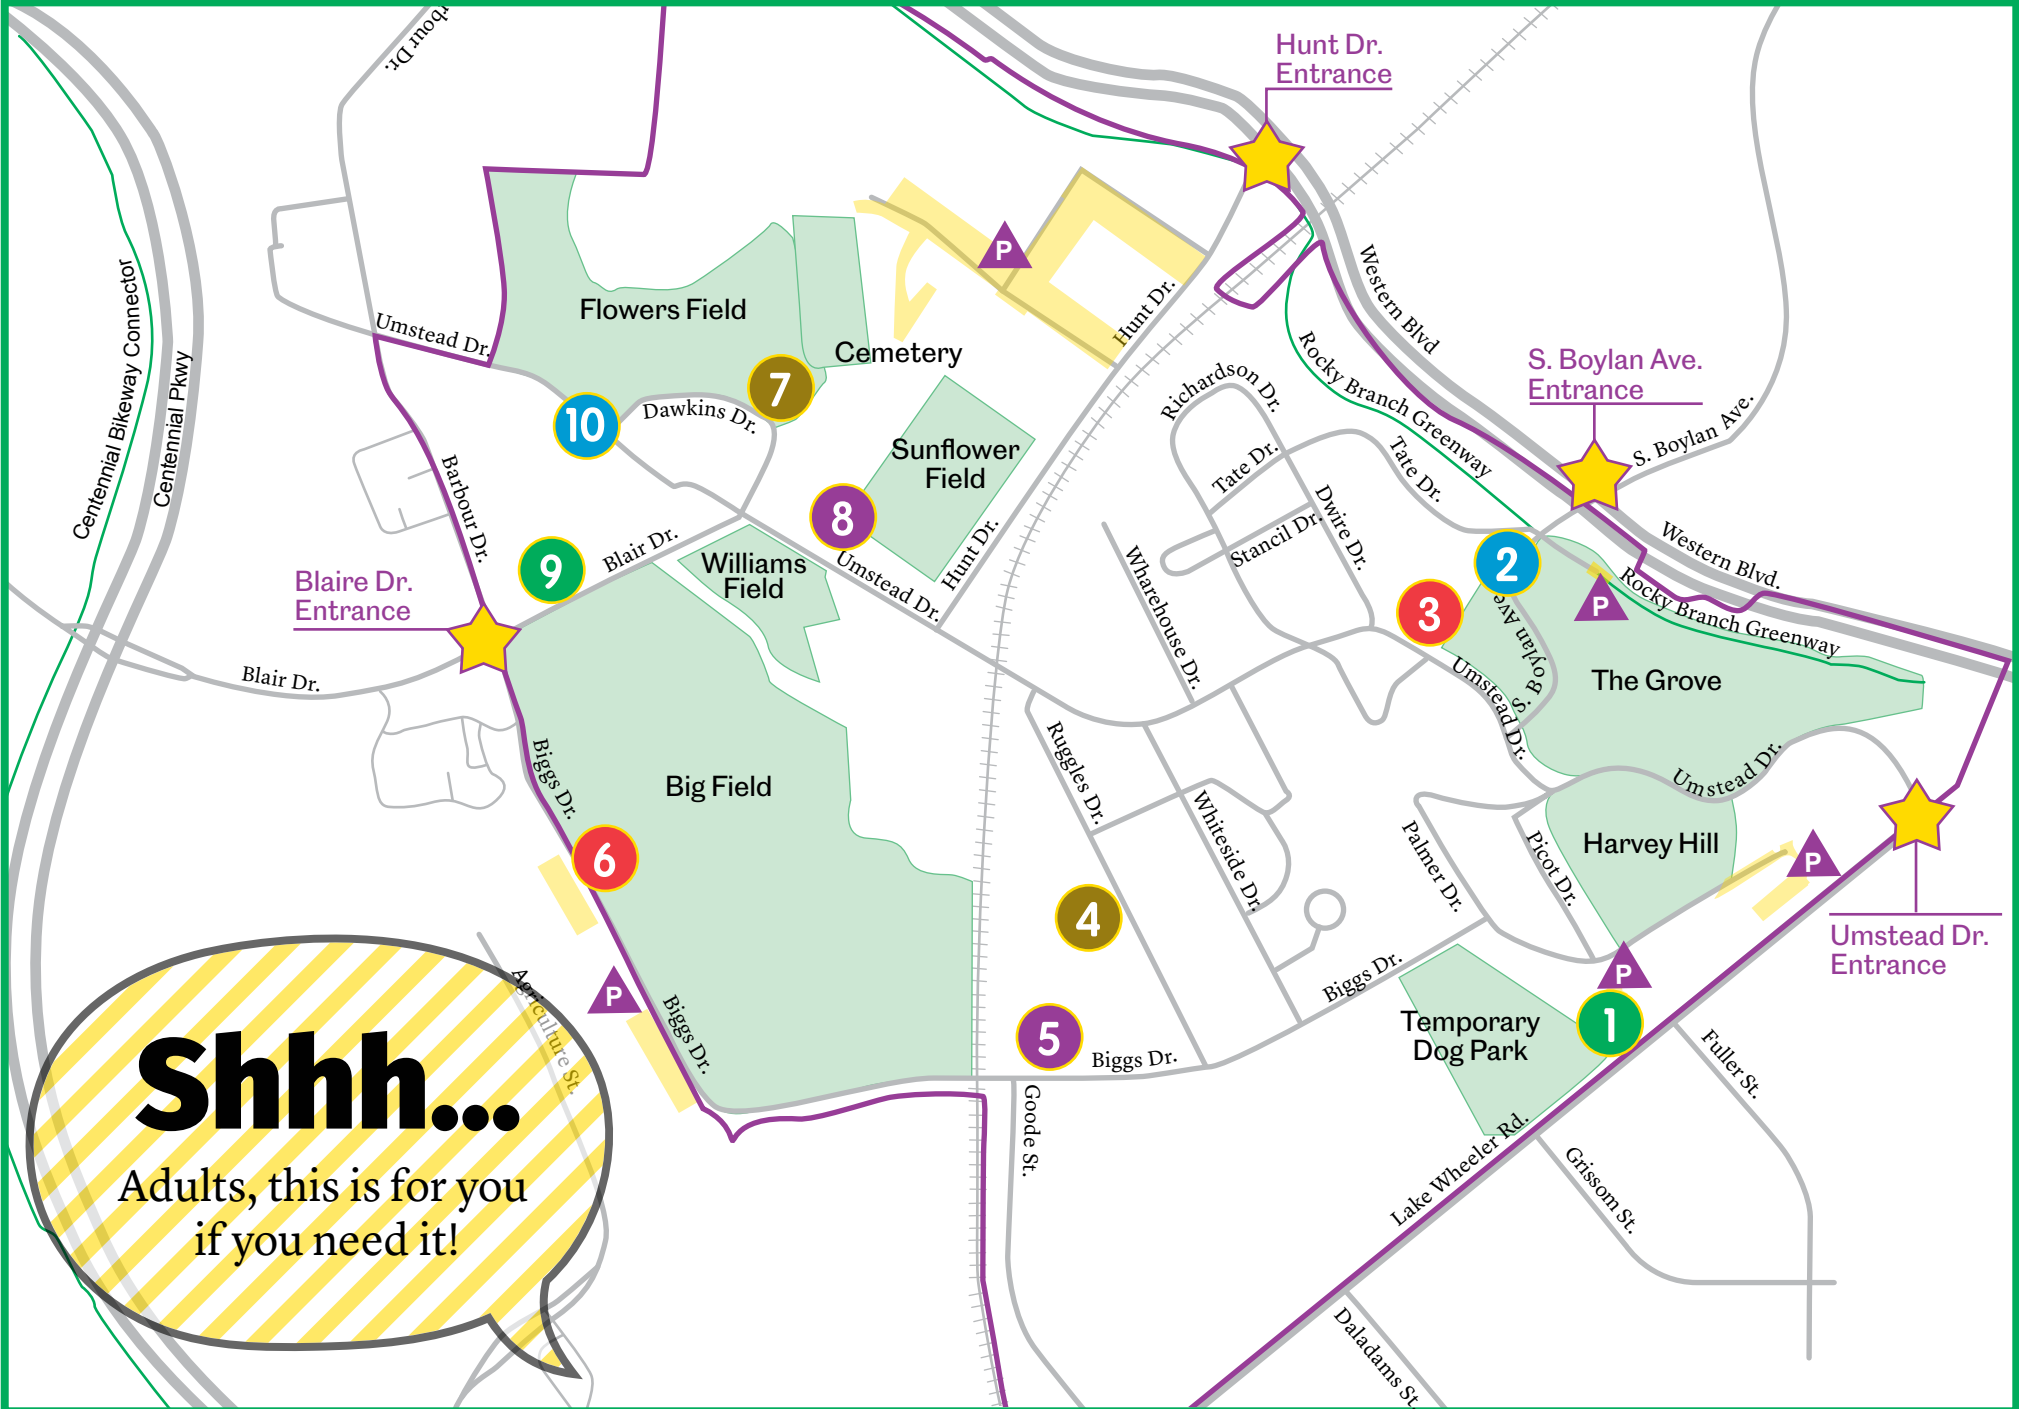 rbour Dr.
Hunt Dr.
Entrance
P
Flowers Field
Umstead Dr.
Cemetery
Hunt Dr.
Western Blvd
Centennial Bikeway Connector
Centennial Pkwy
7
10
Dawkins Dr.
Richardson Dr.
Rocky Branch Greenway
S. Boylan Ave.
Entrance
S. Boylan Ave.
Sunflower
Field
Tate Dr.
Tate Dr.
Barbour Dr.
8
Dwire Dr.
Stancil Dr.
Hunt Dr.
Blair Dr.
9
Williams
Field
Umstead Dr.
Wharehouse Dr.
2
3
P
Western Blvd.
Rocky Branch Greenway
Blaire Dr.
Entrance
Blair Dr.
S. Boylan Ave
Umstead Dr.
The Grove
Biggs Dr.
Big Field
Ruggles Dr.
Whiteside Dr.
Umstead Dr.
Palmer Dr.
Picot Dr.
Harvey Hill
P
6
4
Umstead Dr.
Entrance
P
Biggs Dr.
Biggs Dr.
P
Agriculture St.
5
Biggs Dr.
Temporary
Dog Park
1
Fuller St.
Goode St.
Lake Wheeler Rd.
Grissom St.
Daladams St.
Shhh...
Adults, this is for you
if you need it!